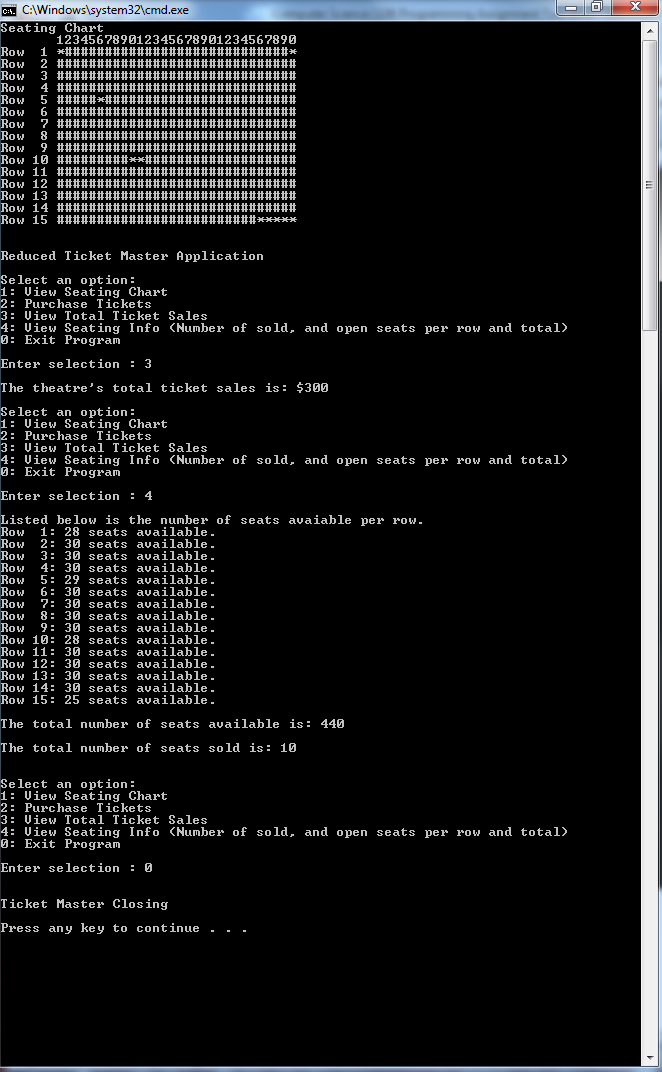 C:\Windows\system32\cmd.exe
Seating Chart
       123456789012345678901234567890
Row  1 *############################*
Row  2 ##############################
Row  3 ##############################
Row  4 ##############################
Row  5 #####*########################
Row  6 ##############################
Row  7 ##############################
Row  8 ##############################
Row  9 ##############################
Row 10 #########**###################
Row 11 ##############################
Row 12 ##############################
Row 13 ##############################
Row 14 ##############################
Row 15 #########################*****
Reduced Ticket Master Application
Select an option:
1: View Seating Chart
2: Purchase Tickets
3: View Total Ticket Sales
4: View Seating Info (Number of sold, and open seats per row and total)
0: Exit Program
Enter selection : 3
The theatre's total ticket sales is: $300
Select an option:
1: View Seating Chart
2: Purchase Tickets
3: View Total Ticket Sales
4: View Seating Info (Number of sold, and open seats per row and total)
0: Exit Program
Enter selection : 4
Listed below is the number of seats avaiable per row.
Row  1: 28 seats available.
Row  2: 30 seats available.
Row  3: 30 seats available.
Row  4: 30 seats available.
Row  5: 29 seats available.
Row  6: 30 seats available.
Row  7: 30 seats available.
Row  8: 30 seats available.
Row  9: 30 seats available.
Row 10: 28 seats available.
Row 11: 30 seats available.
Row 12: 30 seats available.
Row 13: 30 seats available.
Row 14: 30 seats available.
Row 15: 25 seats available.
The total number of seats available is: 440
The total number of seats sold is: 10
Select an option:
1: View Seating Chart
2: Purchase Tickets
3: View Total Ticket Sales
4: View Seating Info (Number of sold, and open seats per row and total)
0: Exit Program
Enter selection : 0
Ticket Master Closing
Press any key to continue . . .